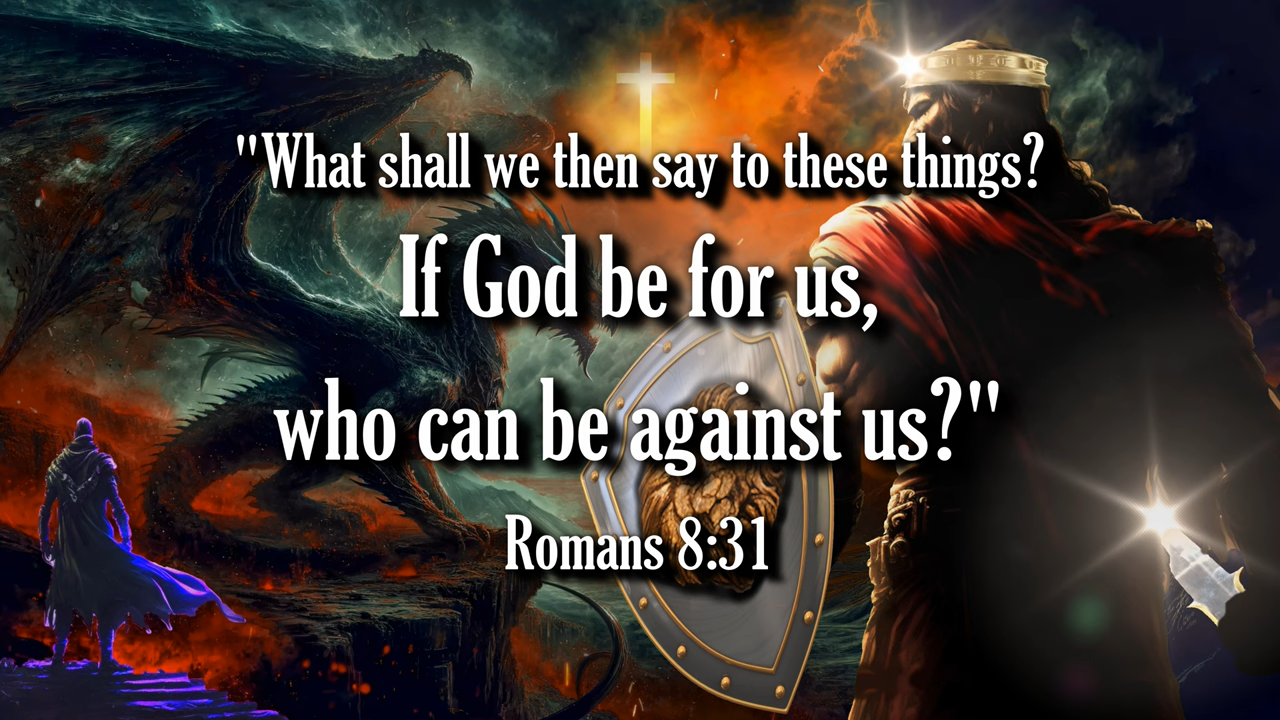 "What shall we then say to these things?
If God be for us,
who can be against us?"
Romans 8:31